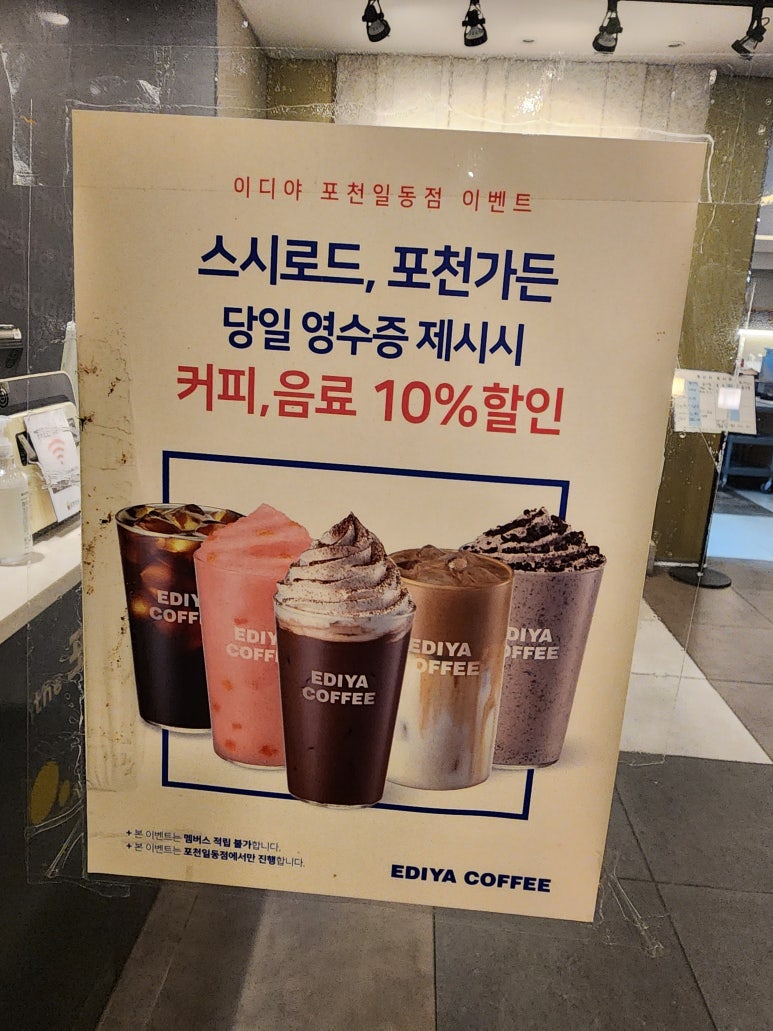 이디야 포천일동점 이벤트
스시로드, 포천가든
당일 영수증 제시시
커피,음료 10%할인
EDIYA
COFFEE
EDIYA
COFFEE
EDIYA
COFFEE
EDIYA
COFFEE
EDIYA
COFFEE
+ 본 이벤트는 멤버스 적립 불가합니다.
+ 본 이벤트는 포천일동점에서만 진행합니다.
EDIYA COFFEE